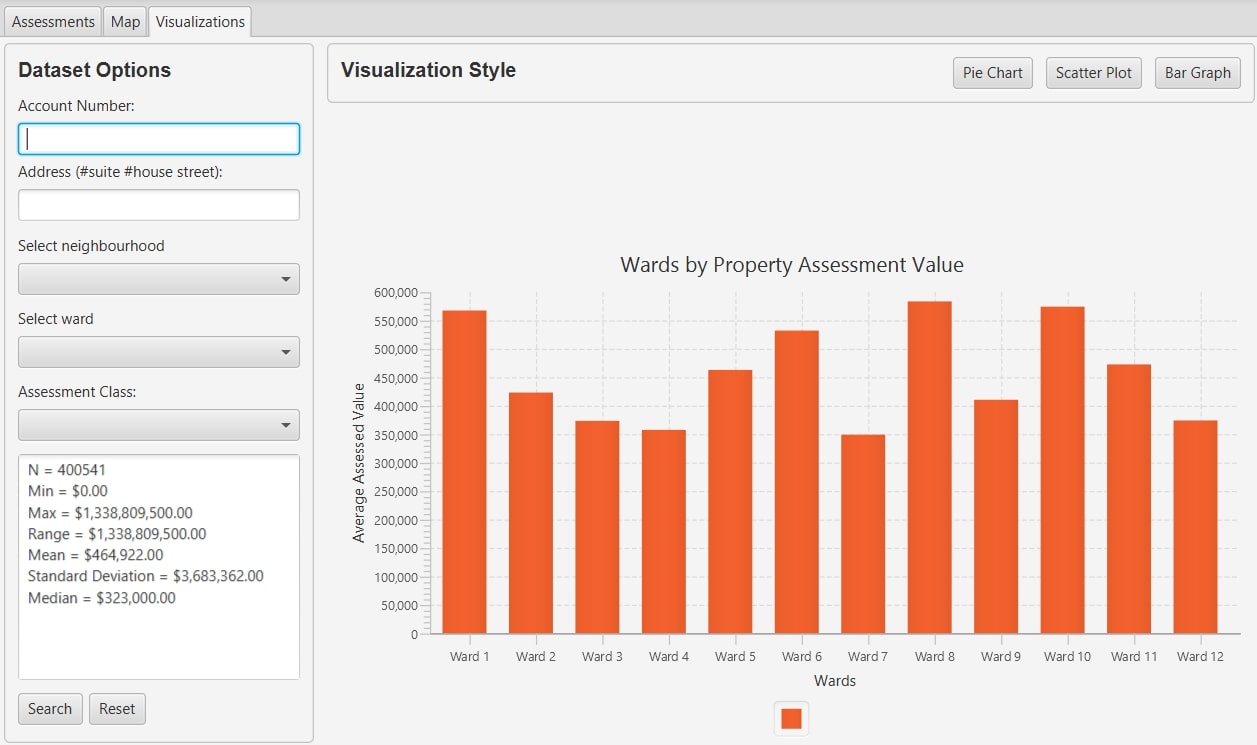 Assessments Map Visualizations
Dataset Options
Account Number:
Address (#suite #house street):
Select neighbourhood
Select ward
Assessment Class:
N = 400541
Min = $0.00
Max = $1,338,809,500.00
Range = $1,338,809,500.00
Mean = $464,922.00
Standard Deviation = $3,683,362.00
Median = $323,000.00
Search Reset
Visualization Style
Pie Chart Scatter Plot Bar Graph
Wards by Property Assessment Value
Average Assessed Value
600,000
550,000
500,000
450,000
400,000
350,000
300,000
250,000
200,000
150,000
100,000
50,000
0
Ward 1 Ward 2 Ward 3 Ward 4 Ward 5 Ward 6 Ward 7 Ward 8 Ward 9 Ward 10 Ward 11 Ward 12
Wards